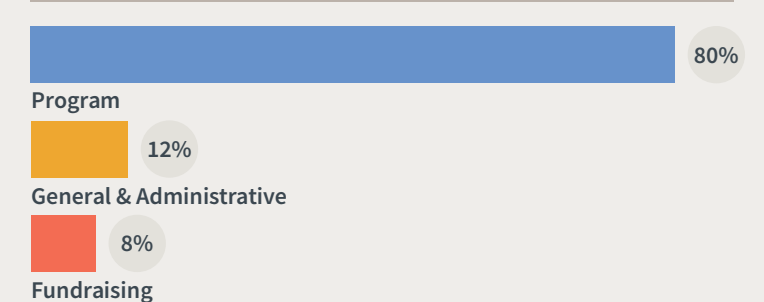 80%
Program
12%
General & Administrative
8%
Fundraising